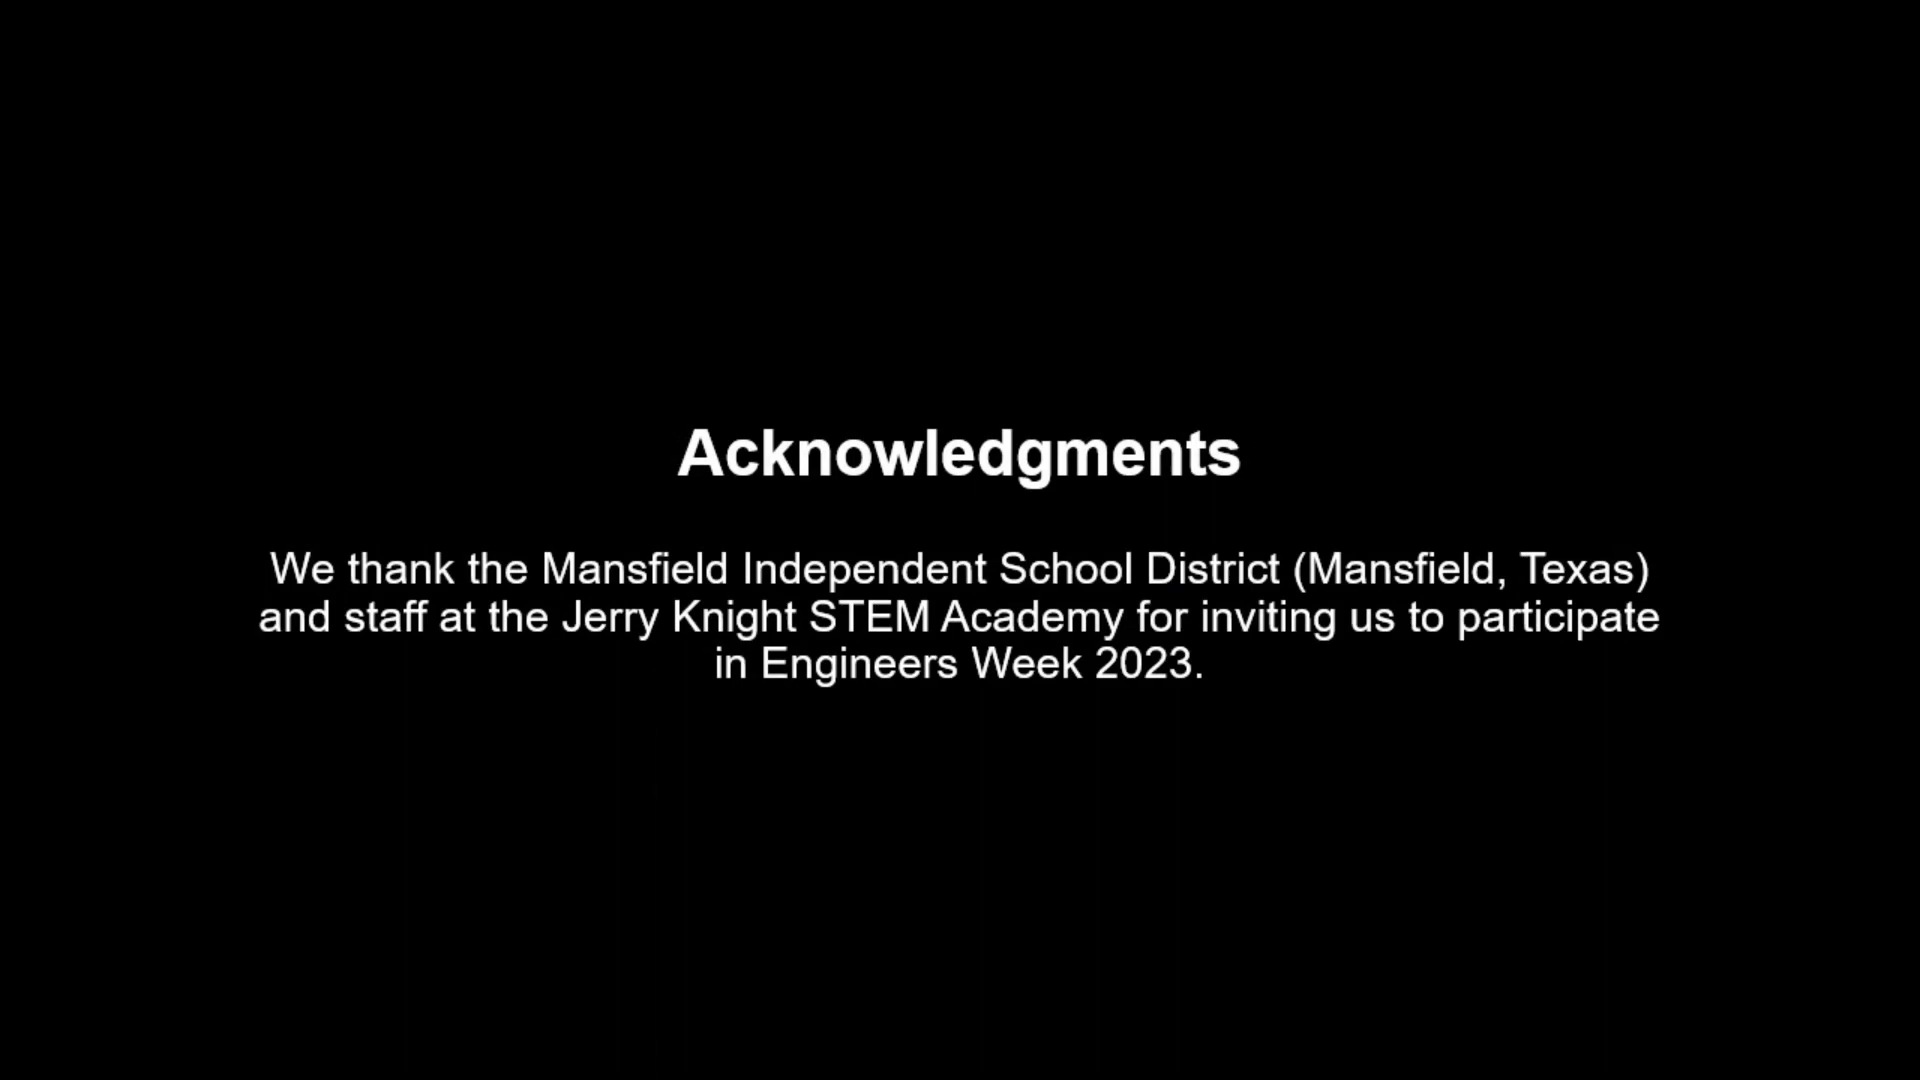 Acknowledgments
We thank the Mansfield Independent School District (Mansfield, Texas)
and staff at the Jerry Knight STEM Academy for inviting us to participate
in Engineers Week 2023.